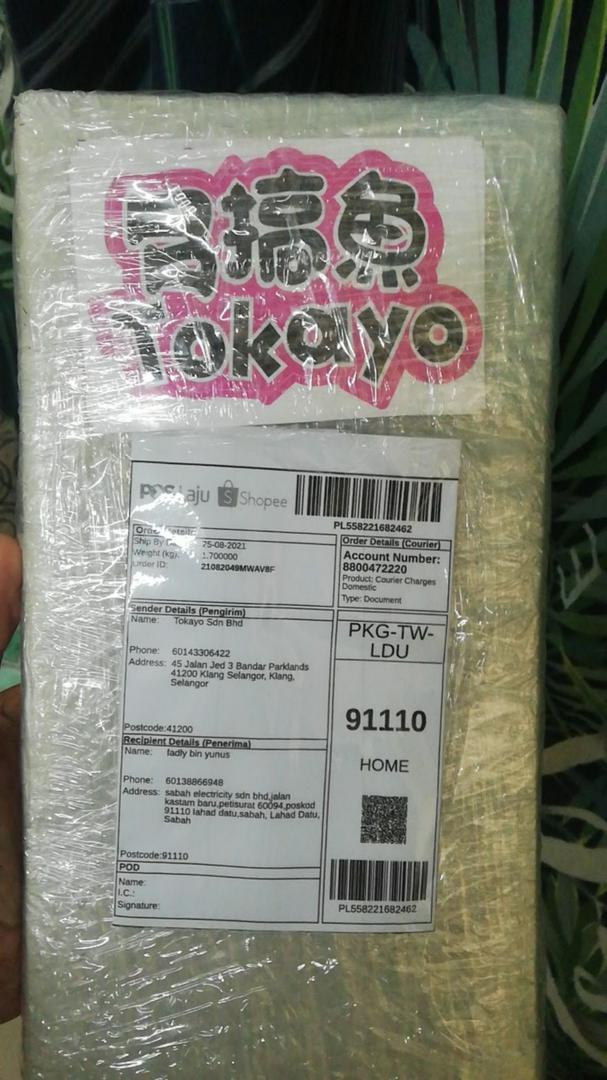 冒搞魚
Tokayo
POS Laju Shopee
PL558221682462
Order Details
Ship By 25-08-2021
Weight (kg): 1.700000
Order ID: 21082049MWAV8F
Order Details (Courier)
Account Number:
8800472220
Product: Courier Charges
Domestic
Type: Document
Sender Details (Pengirim)
Name: Tokayo Sdn Bhd
Phone: 60143306422
Address: 45 Jalan Jed 3 Bandar Parklands
41200 Klang Selangor, Klang,
Selangor
Postcode:41200
PKG-TW-
LDU
91110
HOME
Recipient Details (Penerima)
Name: fadly bin yunus
Phone: 60138866948
Address: sabah electricity sdn bhd,jalan
kastam baru,petisurat 60094,poskod
91110 lahad datu,sabah, Lahad Datu,
Sabah
Postcode:91110
POD
Name:
I.C.:
Signature:
PL558221682462